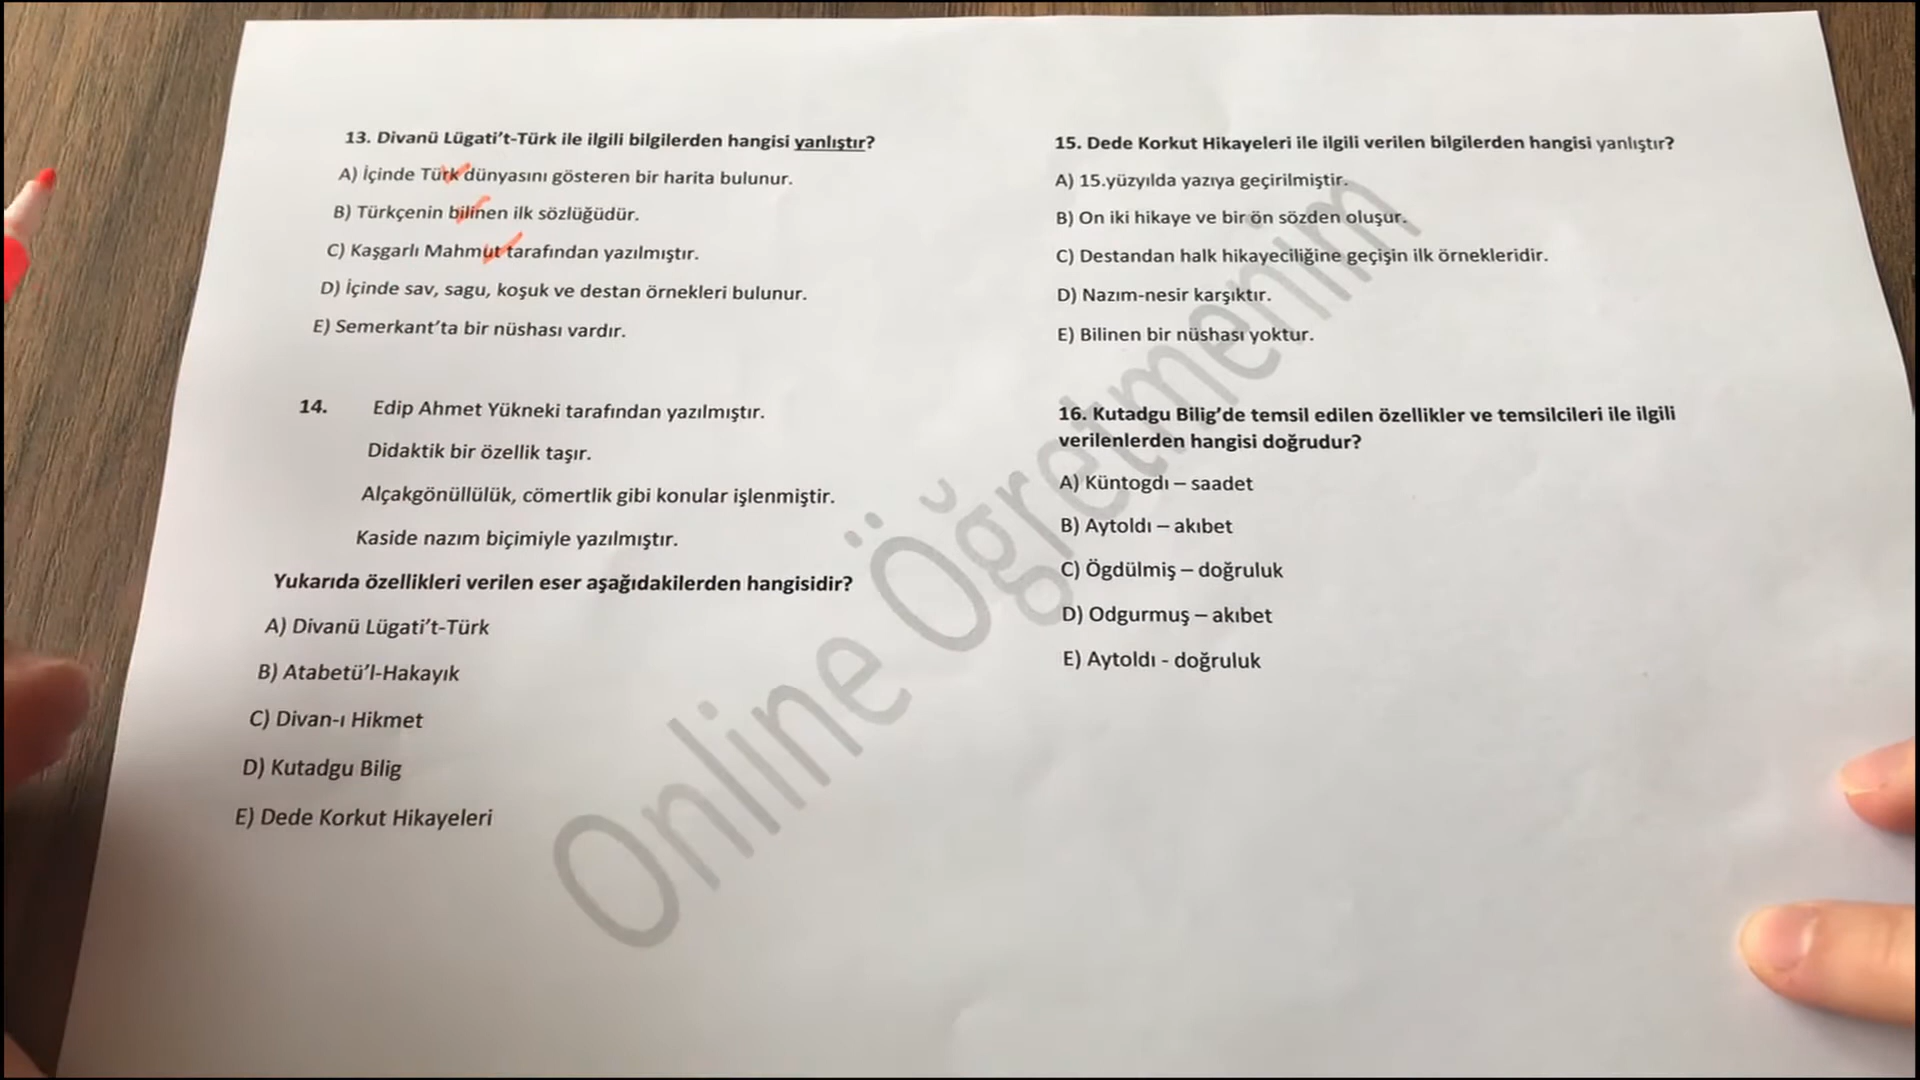 13. Divanü Lügati’t-Türk ile ilgili bilgilerden hangisi yanlıştır?
A) İçinde Türk dünyasını gösteren bir harita bulunur.
B) Türkçenin bilinen ilk sözlüğüdür.
C) Kaşgarlı Mahmut tarafından yazılmıştır.
D) İçinde sav, sagu, koşuk ve destan örnekleri bulunur.
E) Semerkant’ta bir nüshası vardır.
14. Edip Ahmet Yükneki tarafından yazılmıştır.
Didaktik bir özellik taşır.
Alçakgönüllülük, cömertlik gibi konular işlenmiştir.
Kaside nazım biçimiyle yazılmıştır.
Yukarıda özellikleri verilen eser aşağıdakilerden hangisidir?
A) Divanü Lügati’t-Türk
B) Atabetü’l-Hakayık
C) Divan-ı Hikmet
D) Kutadgu Bilig
E) Dede Korkut Hikayeleri
15. Dede Korkut Hikayeleri ile ilgili verilen bilgilerden hangisi yanlıştır?
A) 15.yüzyılda yazıya geçirilmiştir.
B) On iki hikaye ve bir ön sözden oluşur.
C) Destandan halk hikayeciliğine geçişin ilk örnekleridir.
D) Nazım-nesir karşıktır.
E) Bilinen bir nüshası yoktur.
16. Kutadgu Bilig’de temsil edilen özellikler ve temsilcileri ile ilgili
verilenlerden hangisi doğrudur?
A) Küntogdı – saadet
B) Aytoldı – akıbet
C) Ögdülmiş – doğruluk
D) Odgurmuş – akıbet
E) Aytoldı - doğruluk
Online Öğretmenim